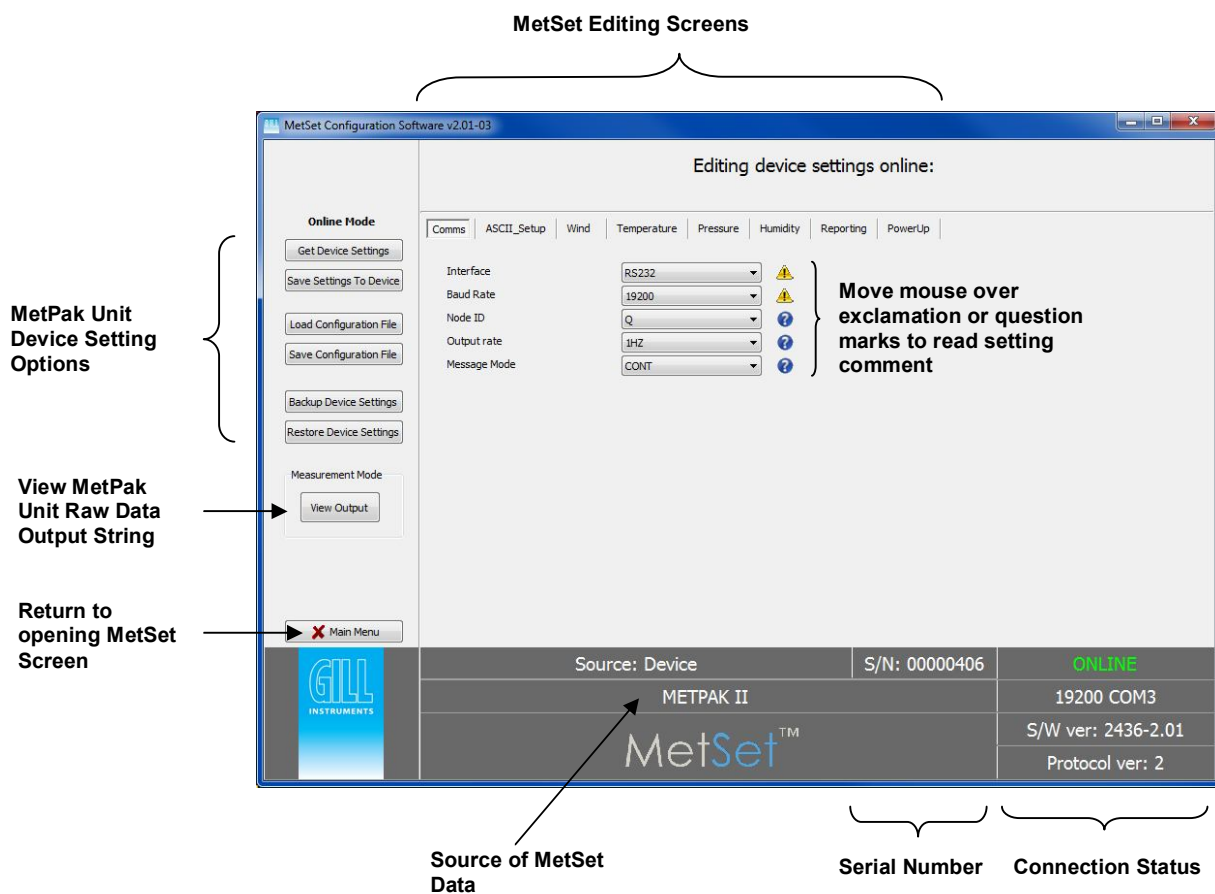 MetSet Editing Screens
MetSet Configuration Software v2.01-03
Editing device settings online:
Online Mode
Get Device Settings
Save Settings To Device
Load Configuration File
Save Configuration File
Backup Device Settings
Restore Device Settings
Measurement Mode
View Output
Main Menu
Comms ASCII_Setup Wind Temperature Pressure Humidity Reporting PowerUp
Interface RS232
Baud Rate 19200
Node ID Q
Output rate 1HZ
Message Mode CONT
Move mouse over
exclamation or question
marks to read setting
comment
MetPak Unit
Device Setting
Options
View MetPak
Unit Raw Data
Output String
Return to
opening MetSet
Screen
GILL
INSTRUMENTS
Source: Device S/N: 00000406 ONLINE
METPAK II 19200 COM3
MetSet™ S/W ver: 2436-2.01
Protocol ver: 2
Source of MetSet
Data
Serial Number
Connection Status